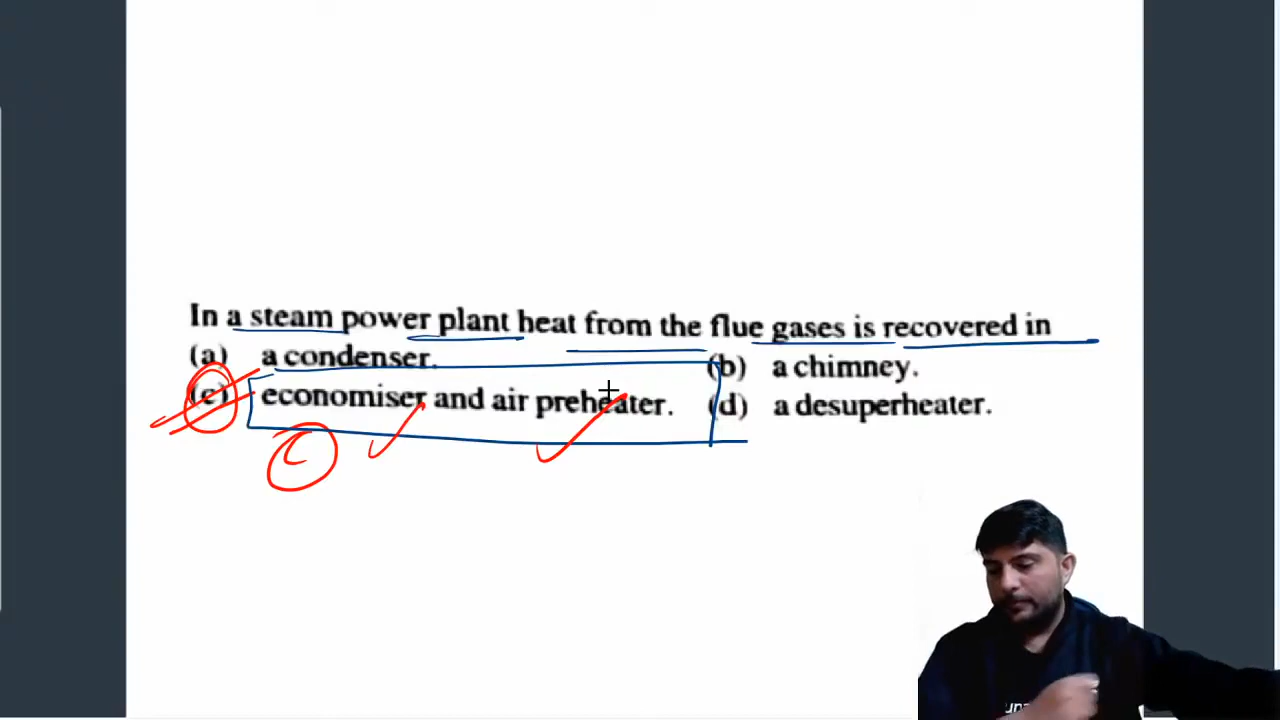 In a steam power plant heat from the flue gases is recovered in
(a) a condenser. (b) a chimney.
(c) economiser and air preheater. (d) a desuperheater.
C